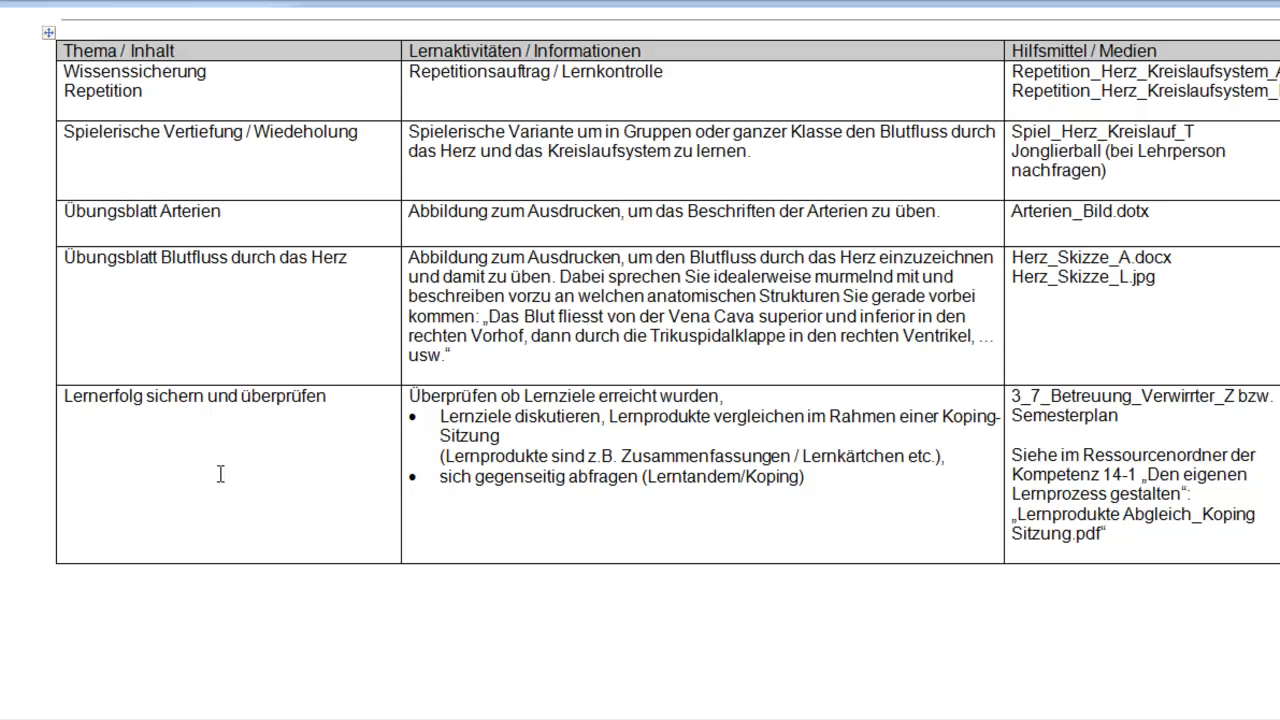 Thema / Inhalt
Lernaktivitäten / Informationen
Hilfsmittel / Medien
Wissenssicherung
Repetition
Repetitionsauftrag / Lernkontrolle
Repetition_Herz_Kreislaufsystem_
Repetition_Herz_Kreislaufsystem_
Spielerische Vertiefung / Wiedeholung
Spielerische Variante um in Gruppen oder ganzer Klasse den Blutfluss durch
das Herz und das Kreislaufsystem zu lernen.
Spiel_Herz_Kreislauf_T
Jonglierball (bei Lehrperson
nachfragen)
Übungsblatt Arterien
Abbildung zum Ausdrucken, um das Beschriften der Arterien zu üben.
Arterien_Bild.dotx
Übungsblatt Blutfluss durch das Herz
Abbildung zum Ausdrucken, um den Blutfluss durch das Herz einzuzeichnen
und damit zu üben. Dabei sprechen Sie idealerweise murmelnd mit und
beschreiben vorzu an welchen anatomischen Strukturen Sie gerade vorbei
kommen: „Das Blut fliesst von der Vena Cava superior und inferior in den
rechten Vorhof, dann durch die Trikuspidalklappe in den rechten Ventrikel, …
usw.“
Herz_Skizze_A.docx
Herz_Skizze_L.jpg
Lernerfolg sichern und überprüfen
Überprüfen ob Lernziele erreicht wurden,
• Lernziele diskutieren, Lernprodukte vergleichen im Rahmen einer Koping-
Sitzung
(Lernprodukte sind z.B. Zusammenfassungen / Lernkärtchen etc.),
• sich gegenseitig abfragen (Lerntandem/Koping)
3_7_Betreuung_Verwirrter_Z bzw.
Semesterplan
Siehe im Ressourcenordner der
Kompetenz 14-1 „Den eigenen
Lernprozess gestalten“:
„Lernprodukte Abgleich_Koping
Sitzung.pdf“